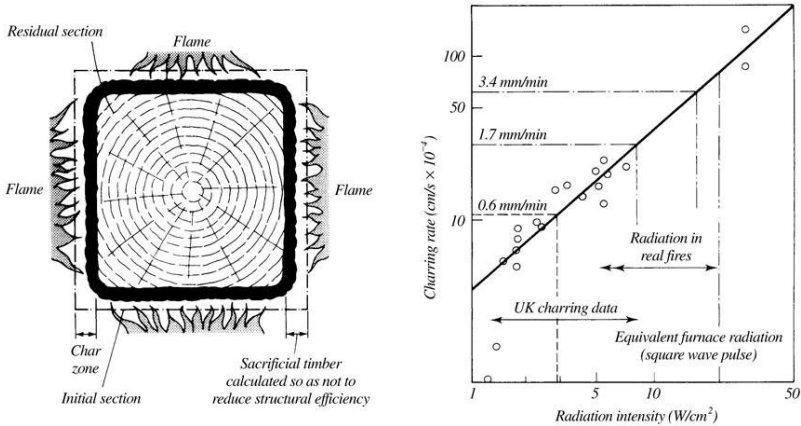 Residual section
Flame
Flame
Flame
Char
zone
Initial section
Sacrificial timber
calculated so as not to
reduce structural efficiency
Charring rate (cm/s × 10⁻⁴)
100
50
10
3.4 mm/min
1.7 mm/min
0.6 mm/min
Radiation in
real fires
UK charring data
Equivalent furnace radiation
(square wave pulse)
1
5
10
50
Radiation intensity (W/cm²)